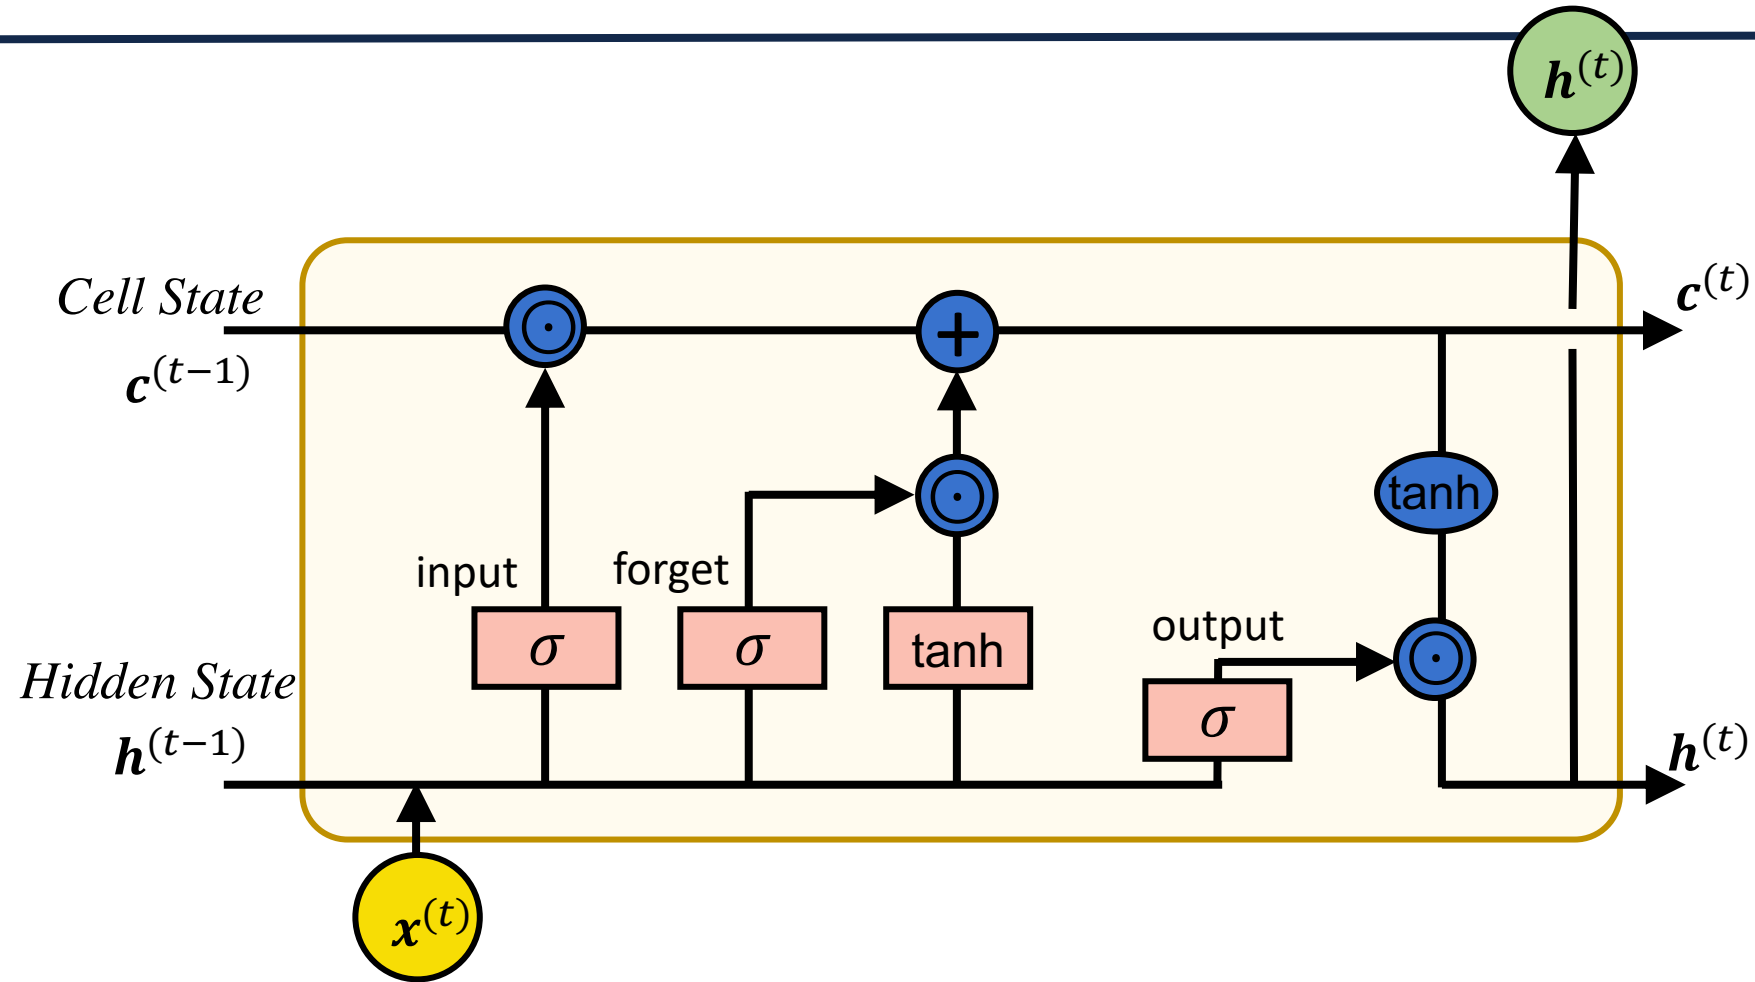 h^(t)
Cell State
c^(t)
c^(t−1)
tanh
input
forget
σ
σ
tanh
output
Hidden State
σ
h^(t−1)
h^(t)
x^(t)